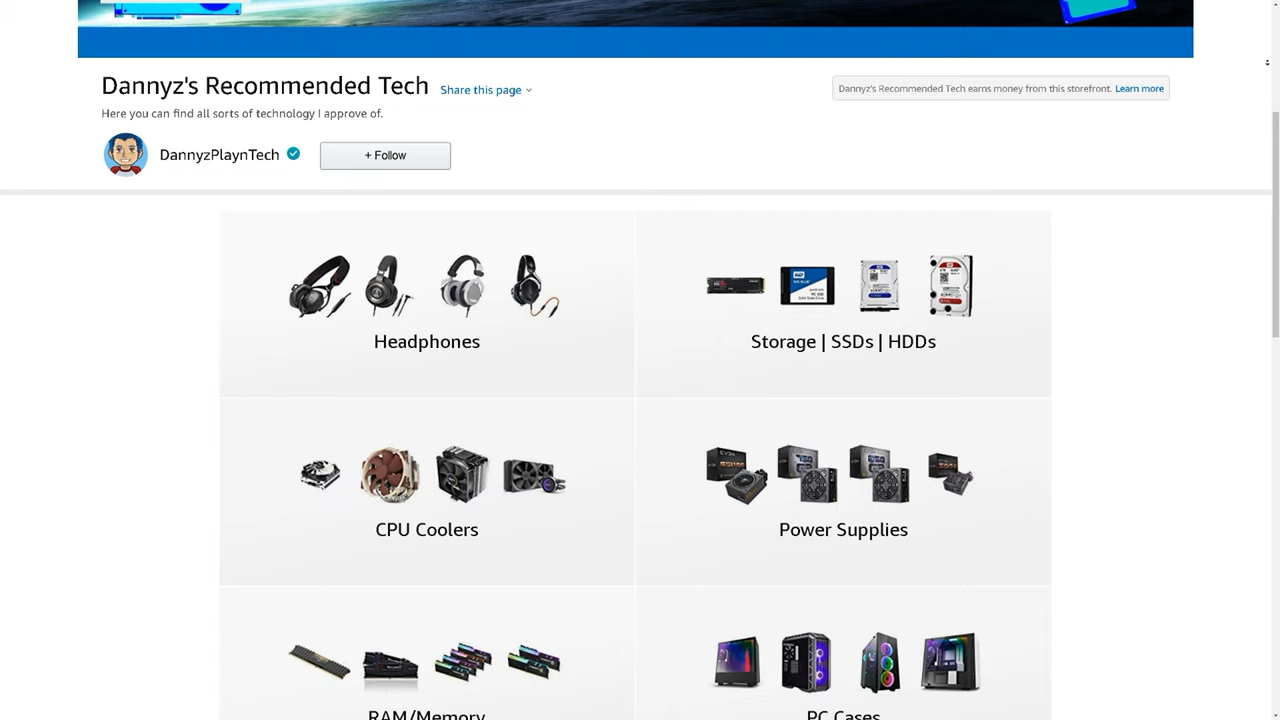 Dannyz's Recommended Tech Share this page
Dannyz's Recommended Tech earns money from this storefront. Learn more
Here you can find all sorts of technology I approve of.
DannyzPlaynTech
+ Follow
Headphones
Storage | SSDs | HDDs
CPU Coolers
Power Supplies
RAM/Memory
PC Cases